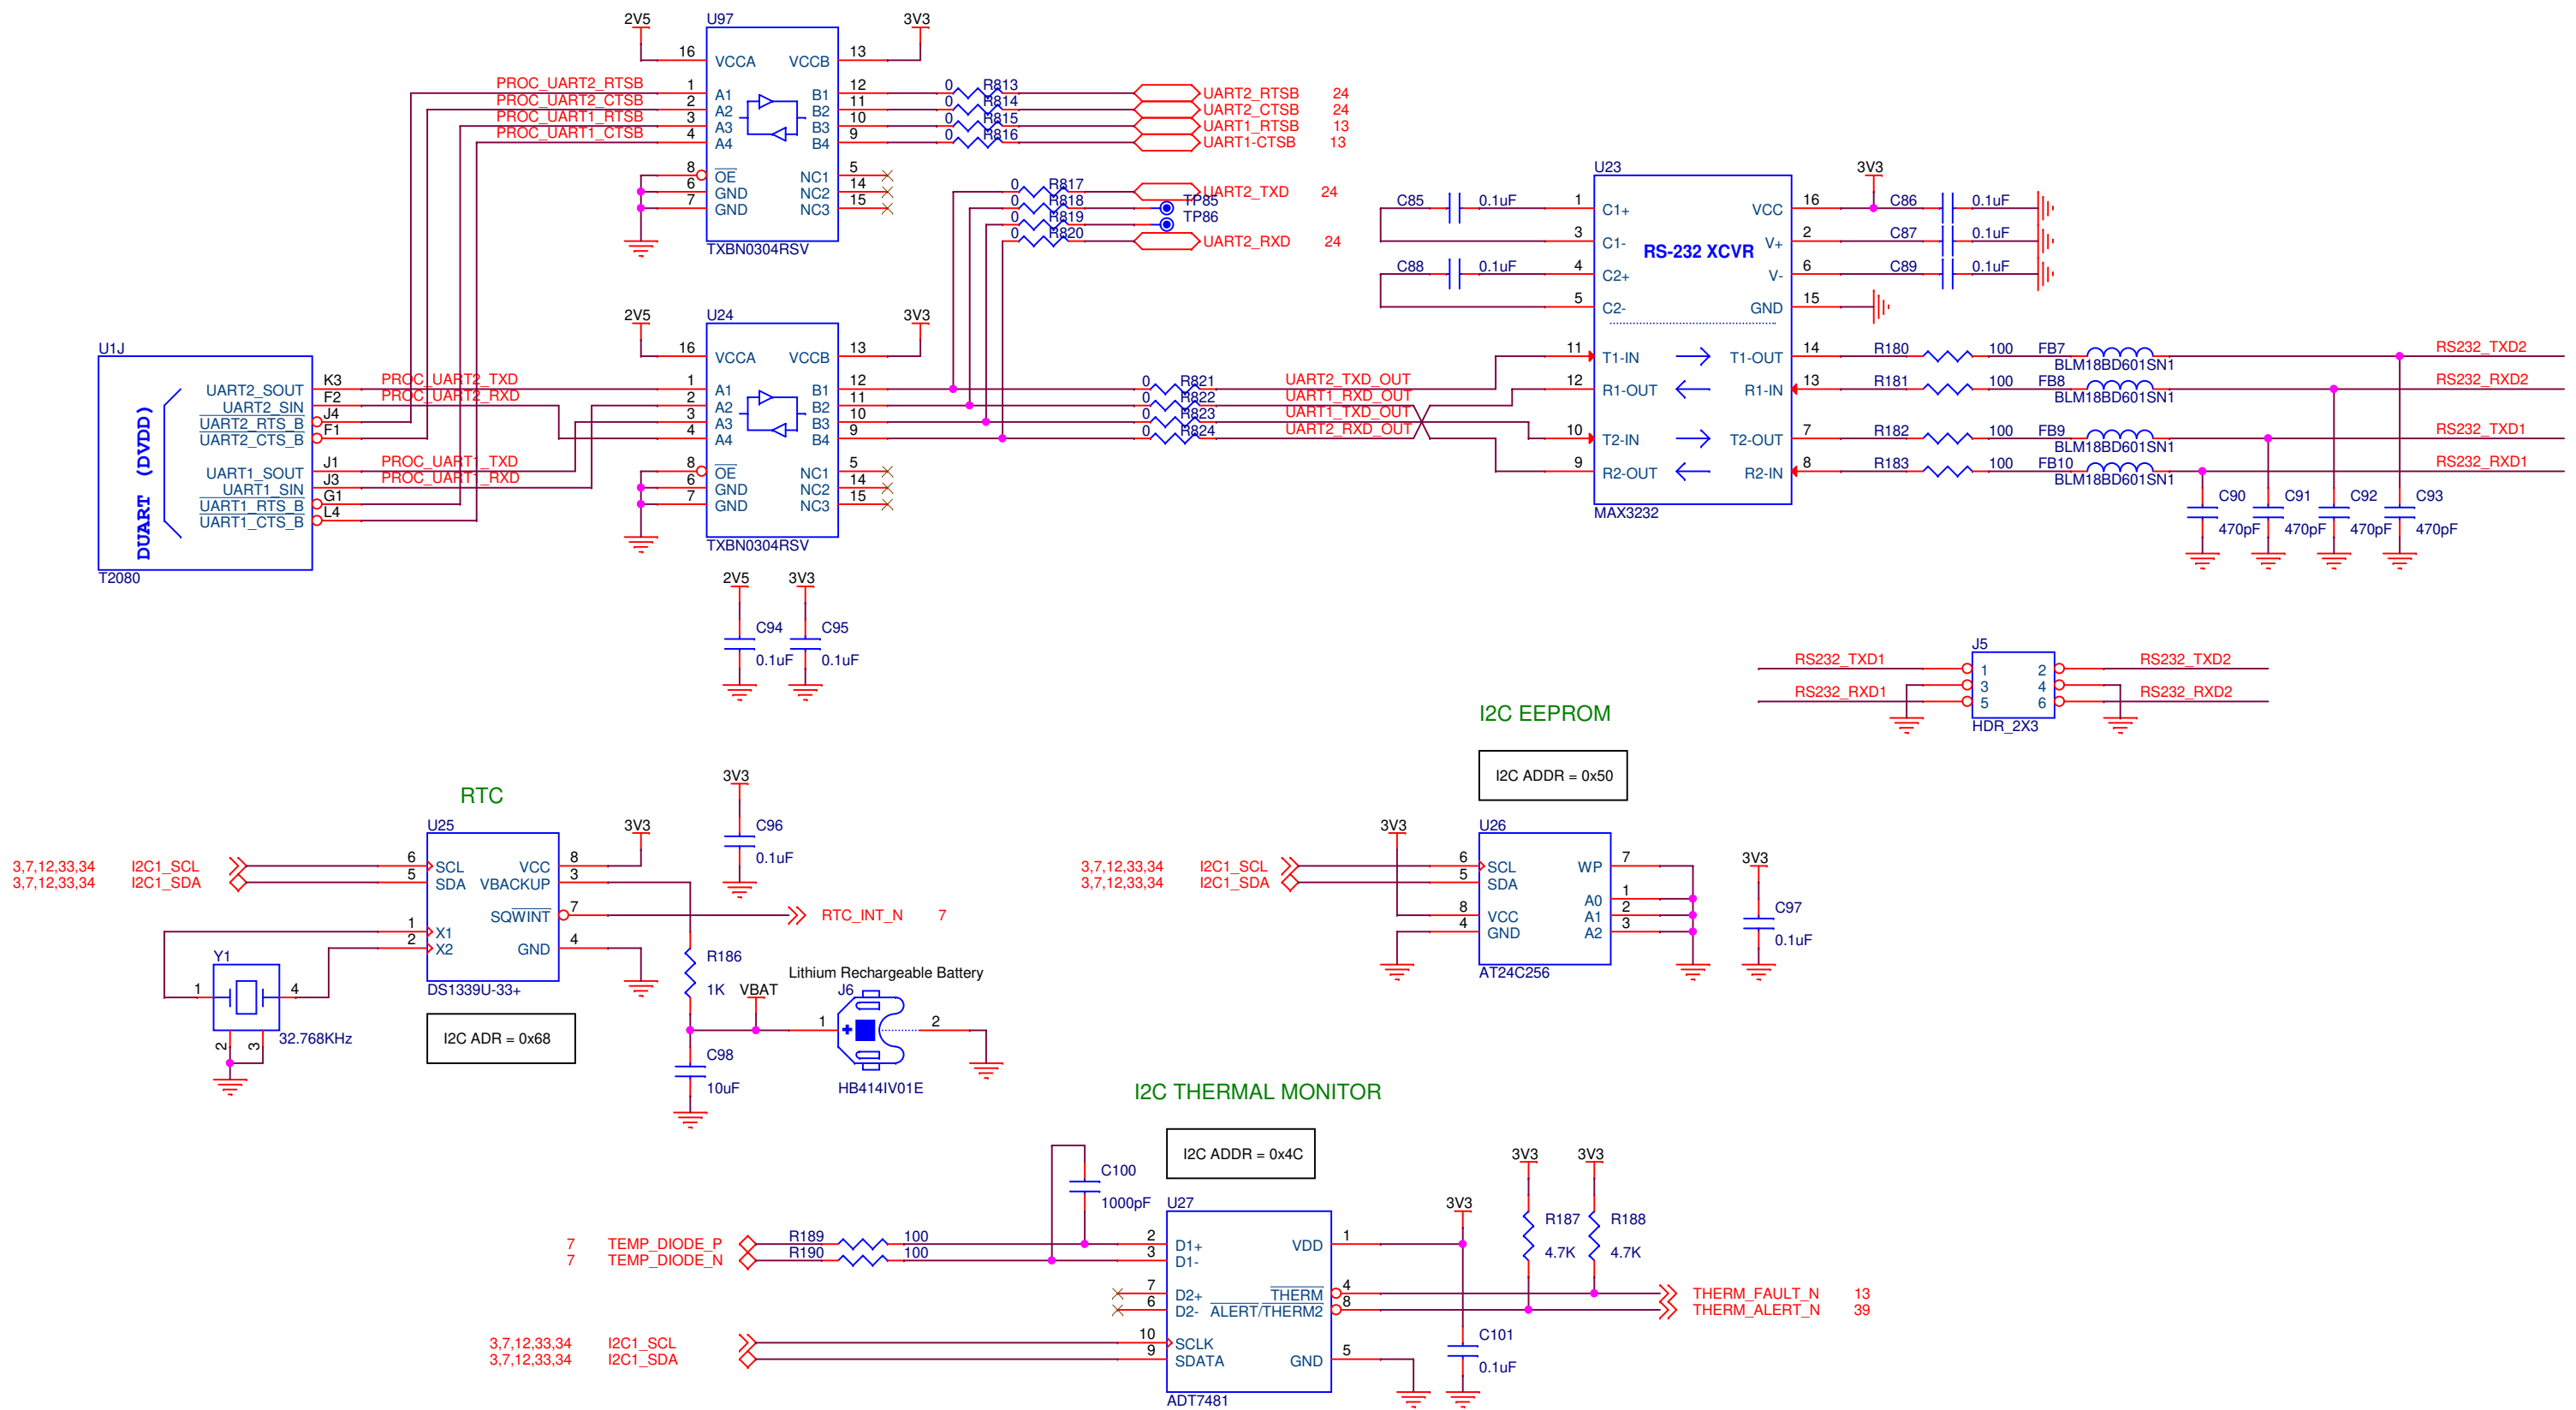 2V5
U97
3V3
16 VCCA VCCB 13
PROC_UART2_RTSB 1 A1 B1 12 0 R813 UART2_RTSB 24
PROC_UART2_CTSB 2 A2 B2 11 0 R814 UART2_CTSB 24
PROC_UART1_RTSB 3 A3 B3 10 0 R815 UART1_RTSB 13
PROC_UART1_CTSB 4 A4 B4 9 0 R816 UART1-CTSB 13
8 OE NC1 5
6 GND NC2 14
7 GND NC3 15
TXBN0304RSV
0 R817 UART2_TXD 24
0 R818 TP85
0 R819 TP86
0 R820 UART2_RXD 24
U23
3V3
C85 0.1uF 1 C1+ VCC 16 C86 0.1uF
3 C1- RS-232 XCVR V+ 2 C87 0.1uF
C88 0.1uF 4 C2+ V- 6 C89 0.1uF
5 C2- GND 15
11 T1-IN T1-OUT 14 R180 100 FB7 RS232_TXD2
BLM18BD601SN1
12 R1-OUT R1-IN 13 R181 100 FB8 RS232_RXD2
BLM18BD601SN1
10 T2-IN T2-OUT 7 R182 100 FB9 RS232_TXD1
BLM18BD601SN1
9 R2-OUT R2-IN 8 R183 100 FB10 RS232_RXD1
BLM18BD601SN1
MAX3232
C90 C91 C92 C93
470pF 470pF 470pF 470pF
U1J
DUART (DVDD)
UART2_SOUT K3 PROC_UART2_TXD
UART2_SIN F2 PROC_UART2_RXD
UART2_RTS_B J4
UART2_CTS_B F1
UART1_SOUT J1 PROC_UART1_TXD
UART1_SIN J3 PROC_UART1_RXD
UART1_RTS_B G1
UART1_CTS_B L4
T2080
2V5
U24
3V3
16 VCCA VCCB 13
1 A1 B1 12 0 R821 UART2_TXD_OUT
2 A2 B2 11 0 R822 UART1_RXD_OUT
3 A3 B3 10 0 R823 UART1_TXD_OUT
4 A4 B4 9 0 R824 UART2_RXD_OUT
8 OE NC1 5
6 GND NC2 14
7 GND NC3 15
TXBN0304RSV
2V5 3V3
C94 C95
0.1uF 0.1uF
J5
RS232_TXD1 1 2 RS232_TXD2
3 4
RS232_RXD1 5 6 RS232_RXD2
HDR_2X3
RTC
U25
3V3
3,7,12,33,34 I2C1_SCL 6 SCL VCC 8
3,7,12,33,34 I2C1_SDA 5 SDA VBACKUP 3
SQWINT 7 RTC_INT_N 7
1 X1
2 X2 GND 4
DS1339U-33+
I2C ADR = 0x68
Y1
1 4
2 3
32.768KHz
3V3
C96
0.1uF
R186
1K
VBAT
Lithium Rechargeable Battery
J6
1 + 2
HB414IV01E
C98
10uF
I2C EEPROM
I2C ADDR = 0x50
3V3
U26
3,7,12,33,34 I2C1_SCL 6 SCL WP 7
3,7,12,33,34 I2C1_SDA 5 SDA
A0 1
8 VCC A1 2
4 GND A2 3
AT24C256
3V3
C97
0.1uF
I2C THERMAL MONITOR
I2C ADDR = 0x4C
C100
1000pF
U27
3V3
3V3 3V3
R187 R188
4.7K 4.7K
7 TEMP_DIODE_P R189 100 2 D1+ VDD 1
7 TEMP_DIODE_N R190 100 3 D1-
7 D2+ THERM 4 THERM_FAULT_N 13
6 D2- ALERT/THERM2 8 THERM_ALERT_N 39
3,7,12,33,34 I2C1_SCL 10 SCLK
3,7,12,33,34 I2C1_SDA 9 SDATA GND 5
ADT7481
C101
0.1uF